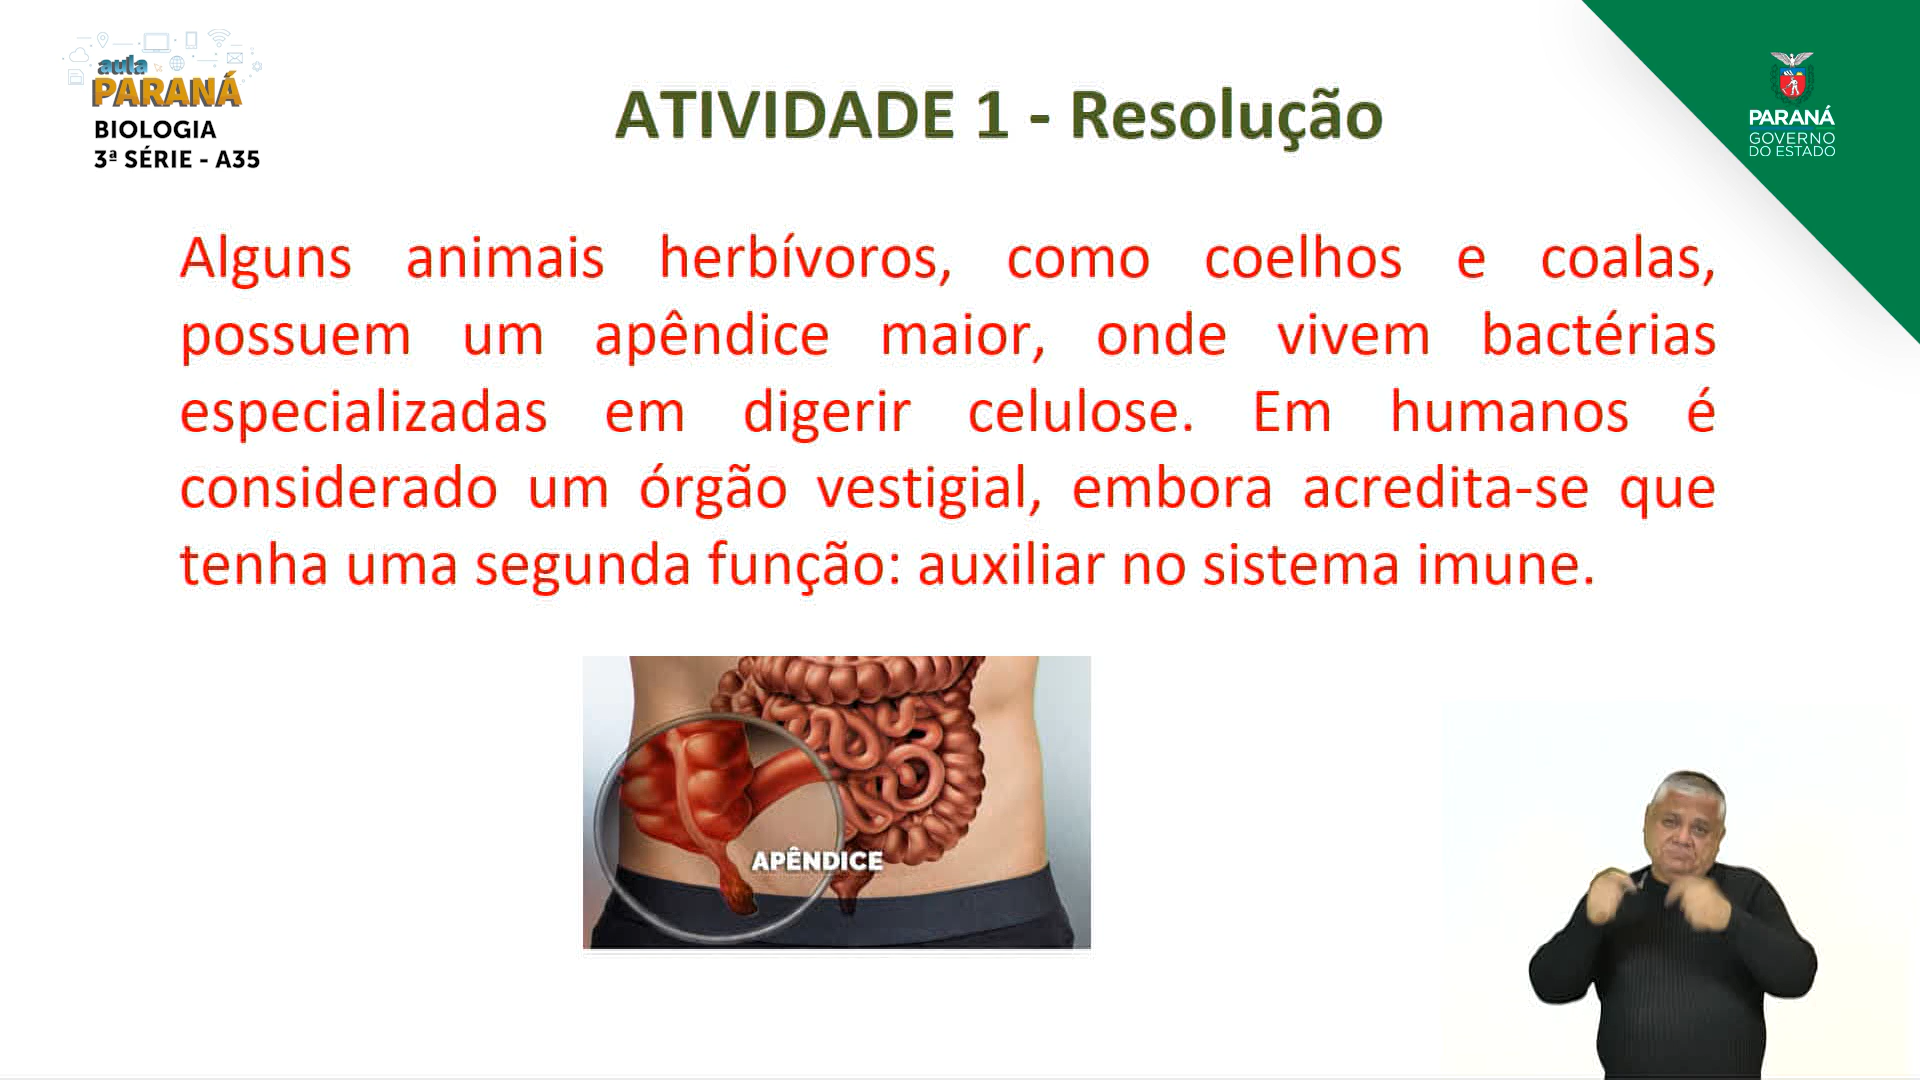 aula
PARANÁ
BIOLOGIA
3ª SÉRIE - A35
ATIVIDADE 1 - Resolução
PARANÁ
GOVERNO
DO ESTADO
Alguns animais herbívoros, como coelhos e coalas,
possuem um apêndice maior, onde vivem bactérias
especializadas em digerir celulose. Em humanos é
considerado um órgão vestigial, embora acredita-se que
tenha uma segunda função: auxiliar no sistema imune.
APÊNDICE